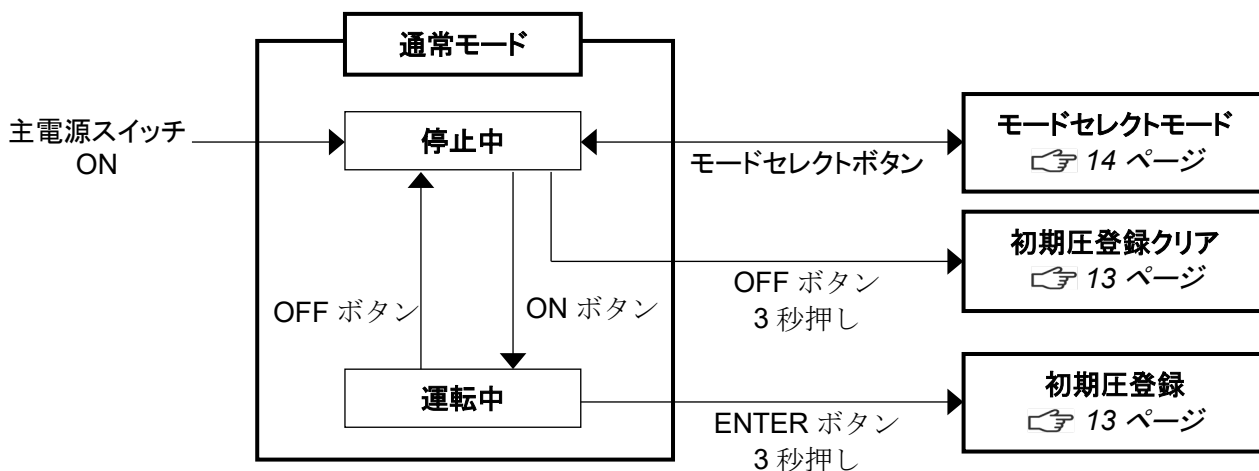 通常モード
主電源スイッチ
ON
停止中
モードセレクトボタン
モードセレクトモード
☞ 14 ページ
初期圧登録クリア
☞ 13 ページ
OFF ボタン
3 秒押し
OFF ボタン
ON ボタン
運転中
ENTER ボタン
3 秒押し
初期圧登録
☞ 13 ページ